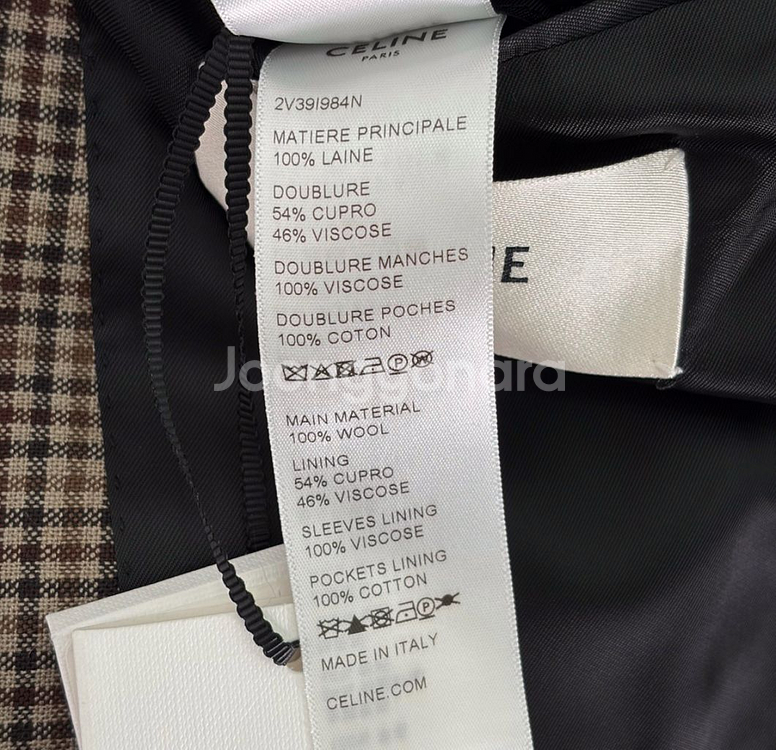 CELINE
PARIS
2V39I984N
MATIERE PRINCIPALE
100% LAINE
DOUBLURE
54% CUPRO
46% VISCOSE
DOUBLURE MANCHES
100% VISCOSE
DOUBLURE POCHES
100% COTON
MAIN MATERIAL
100% WOOL
LINING
54% CUPRO
46% VISCOSE
SLEEVES LINING
100% VISCOSE
POCKETS LINING
100% COTTON
MADE IN ITALY
CELINE.COM
NE
Joonggonara